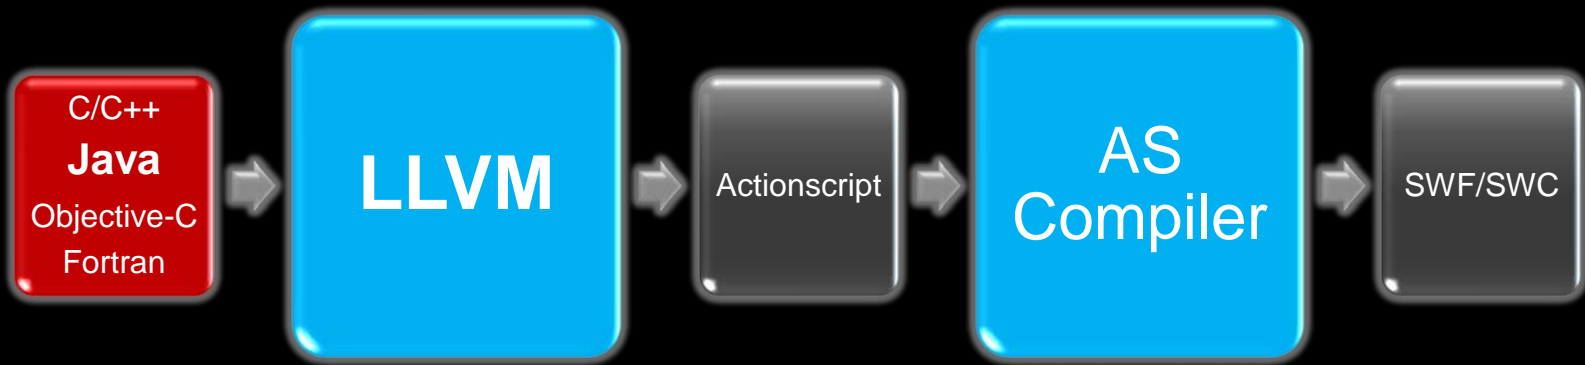 C/C++
Java
Objective-C
Fortran
LLVM
Actionscript
AS
Compiler
SWF/SWC